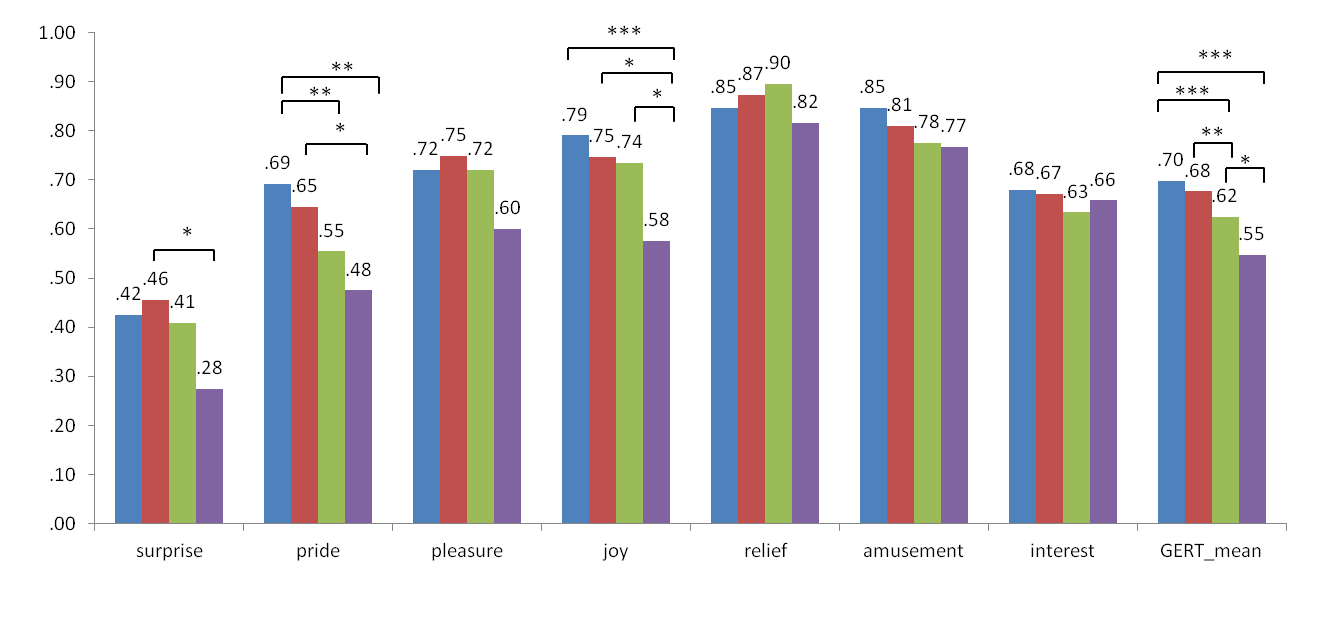 1.00
.90
.80
.70
.60
.50
.40
.30
.20
.10
.00
*
.42 .46 .41 .28
**
**
*
.69 .65 .55 .48
.72 .75 .72 .60
***
*
*
.79 .75 .74 .58
.85 .87 .90 .82
.85 .81 .78 .77
.68 .67 .63 .66
***
***
**
*
.70 .68 .62 .55
surprise pride pleasure joy relief amusement interest GERT_mean